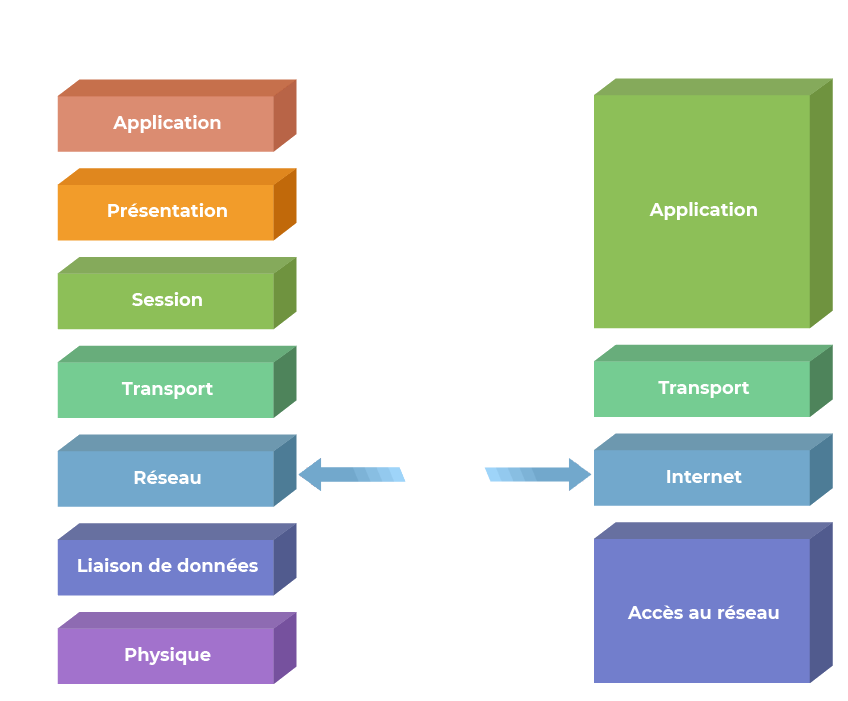 Application
Présentation
Session
Transport
Réseau
Liaison de données
Physique
Application
Transport
Internet
Accès au réseau